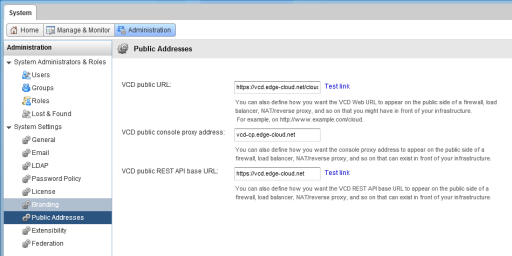 System
Home
Manage & Monitor
Administration
Administration
Public Addresses
System Administrators & Roles
Users
Groups
Roles
Lost & Found
System Settings
General
Email
LDAP
Password Policy
License
Branding
Public Addresses
Extensibility
Federation
VCD public URL:
https://vcd.edge-cloud.net/clou
Test link
You can also define how you want the VCD Web URL to appear on the public side of a firewall, load
balancer, NAT/reverse proxy, and so on that you might have in front of your infrastructure.
For example, on http://www.example.com/cloud.
VCD public console proxy address:
vcd-cp.edge-cloud.net
You can also define how you want the console proxy address to appear on the public side of a
firewall, load balancer, NAT/reverse proxy, and so on that can exist in front of your infrastructure.
VCD public REST API base URL:
https://vcd.edge-cloud.net
Test link
You can also define how you want the VCD REST API base URL to appear on the public side of a
firewall, load balancer, NAT/reverse proxy, and so on that can exist in front of your infrastructure.